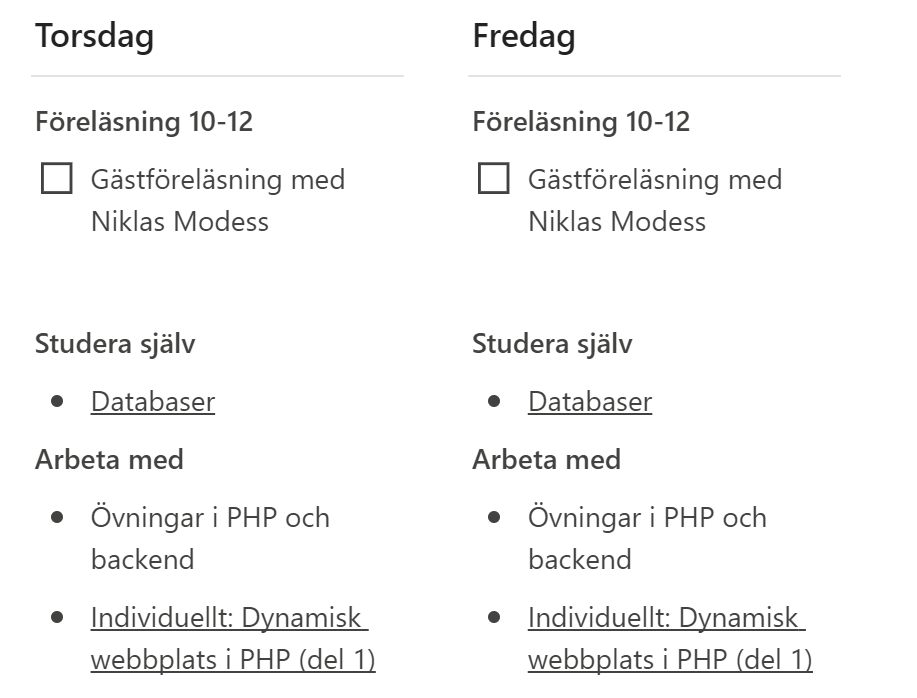 Torsdag
Föreläsning 10-12
Gästföreläsning med
Niklas Modess
Studera själv
Databaser
Arbeta med
Övningar i PHP och
backend
Individuellt: Dynamisk
webbplats i PHP (del 1)
Fredag
Föreläsning 10-12
Gästföreläsning med
Niklas Modess
Studera själv
Databaser
Arbeta med
Övningar i PHP och
backend
Individuellt: Dynamisk
webbplats i PHP (del 1)